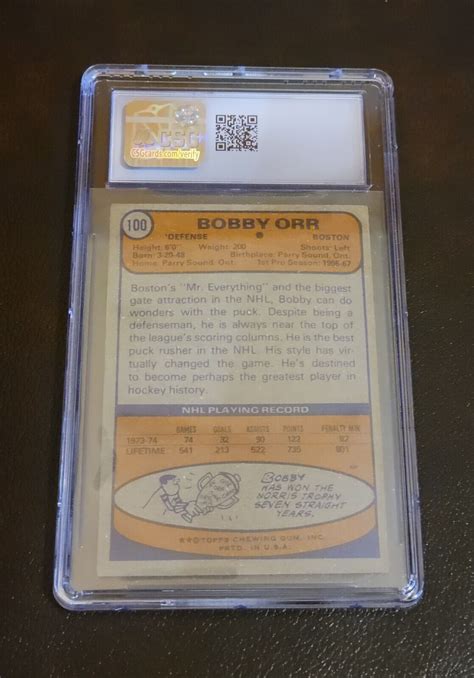 CSG
CSGcards.com/verify
100
BOBBY ORR
DEFENSE BOSTON
Height: 6'0" Weight: 200 Shoots: Left
Born: 3-20-48 Birthplace: Parry Sound, Ont.
Home: Parry Sound, Ont. 1st Pro Season: 1966-67
Boston's "Mr. Everything" and the biggest
gate attraction in the NHL, Bobby can do
wonders with the puck. Despite being a
defenseman, he is always near the top of
the league's scoring columns. He is the best
puck rusher in the NHL. His style has vir-
tually changed the game. He's destined
to become perhaps the greatest player in
hockey history.
NHL PLAYING RECORD
GAMES GOALS ASSISTS POINTS PENALTY MIN.
1973-74 74 32 90 122 82
LIFETIME 541 213 522 735 801
BOBBY
HAS WON THE
NORRIS TROPHY
SEVEN STRAIGHT
YEARS.
© TOPPS CHEWING GUM, INC.
PRTD. IN U.S.A.